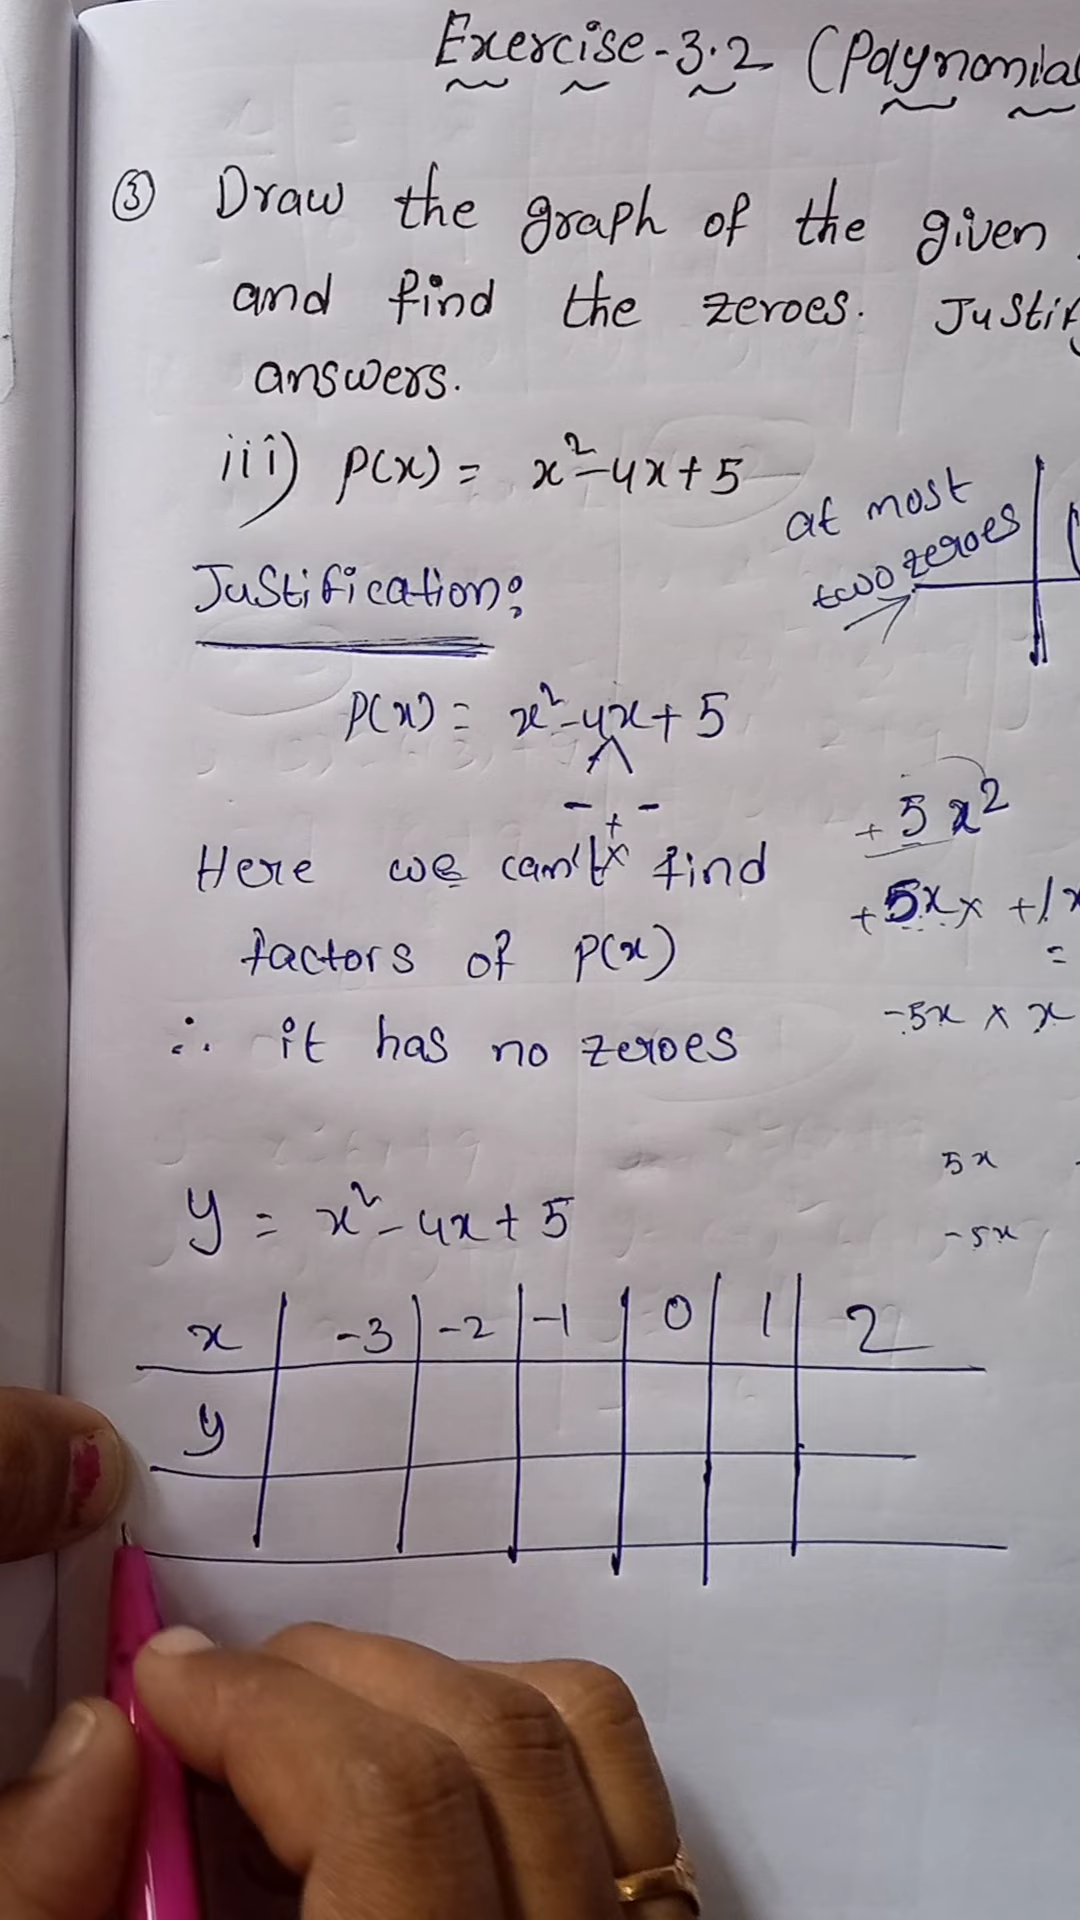 Exercise-3.2 (Polynomial
③ Draw the graph of the given
and find the zeroes. Justif
answers.
iii) P(x) = x²-4x+5
at most
two zeroes
Justification:
P(x) = x²-4x+5
- + -
×
+5x²
Here we can't find
+5x × +1x
factors of P(x)
=
-5x × x
∴ it has no zeroes
5x
y = x²-4x+5
-5x
x | -3 | -2 | -1 | 0 | 1 | 2
y